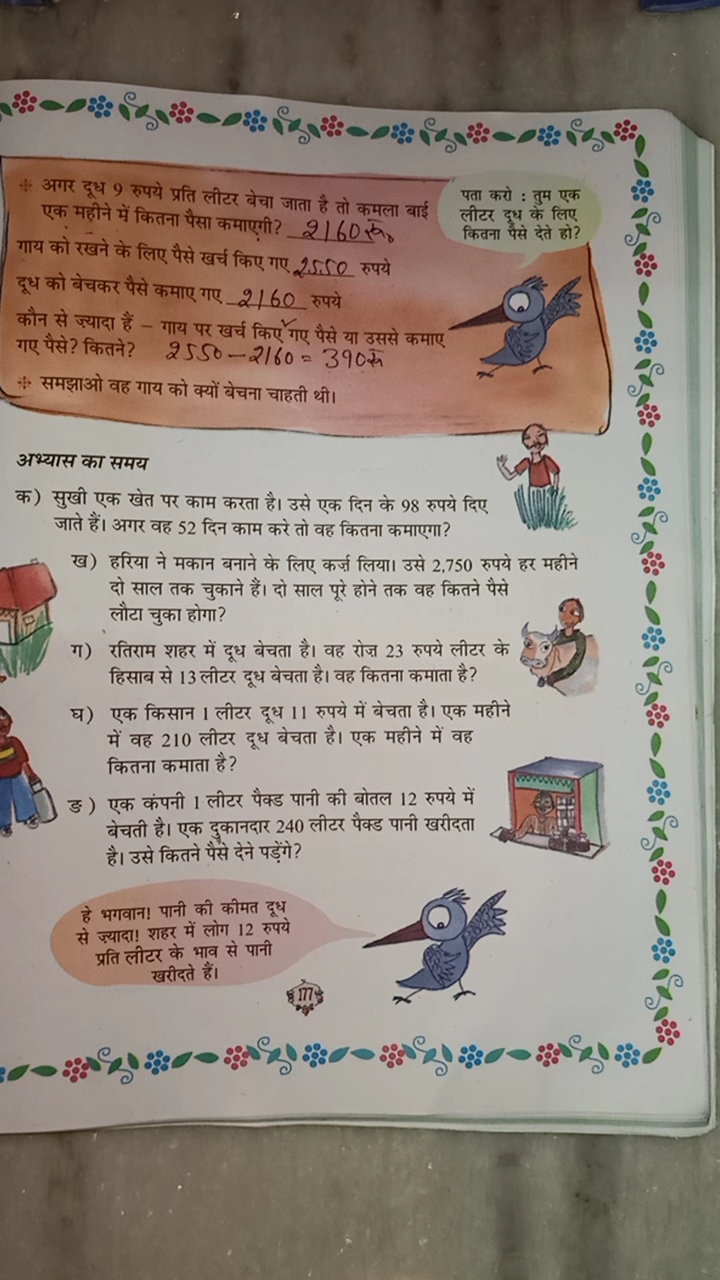 ❉ अगर दूध 9 रुपये प्रति लीटर बेचा जाता है तो कमला बाई
एक महीने में कितना पैसा कमाएगी? 2160रू०
गाय को रखने के लिए पैसे खर्च किए गए 2550 रुपये
दूध को बेचकर पैसे कमाए गए 2160 रुपये
कौन से ज्यादा हैं – गाय पर खर्च किए गए पैसे या उससे कमाए
गए पैसे? कितने? 2550 – 2160 = 390रू
❉ समझाओ वह गाय को क्यों बेचना चाहती थी।
पता करो : तुम एक
लीटर दूध के लिए
कितना पैसे देते हो?
अभ्यास का समय
क) सुखी एक खेत पर काम करता है। उसे एक दिन के 98 रुपये दिए
जाते हैं। अगर वह 52 दिन काम करे तो वह कितना कमाएगा?
ख) हरिया ने मकान बनाने के लिए कर्ज़ लिया। उसे 2,750 रुपये हर महीने
दो साल तक चुकाने हैं। दो साल पूरे होने तक वह कितने पैसे
लौटा चुका होगा?
ग) रतिराम शहर में दूध बेचता है। वह रोज़ 23 रुपये लीटर के
हिसाब से 13 लीटर दूध बेचता है। वह कितना कमाता है?
घ) एक किसान 1 लीटर दूध 11 रुपये में बेचता है। एक महीने
में वह 210 लीटर दूध बेचता है। एक महीने में वह
कितना कमाता है?
ङ) एक कंपनी 1 लीटर पैक्ड पानी की बोतल 12 रुपये में
बेचती है। एक दुकानदार 240 लीटर पैक्ड पानी खरीदता
है। उसे कितने पैसे देने पड़ेंगे?
हे भगवान! पानी की कीमत दूध
से ज़्यादा! शहर में लोग 12 रुपये
प्रति लीटर के भाव से पानी
खरीदते हैं।
177